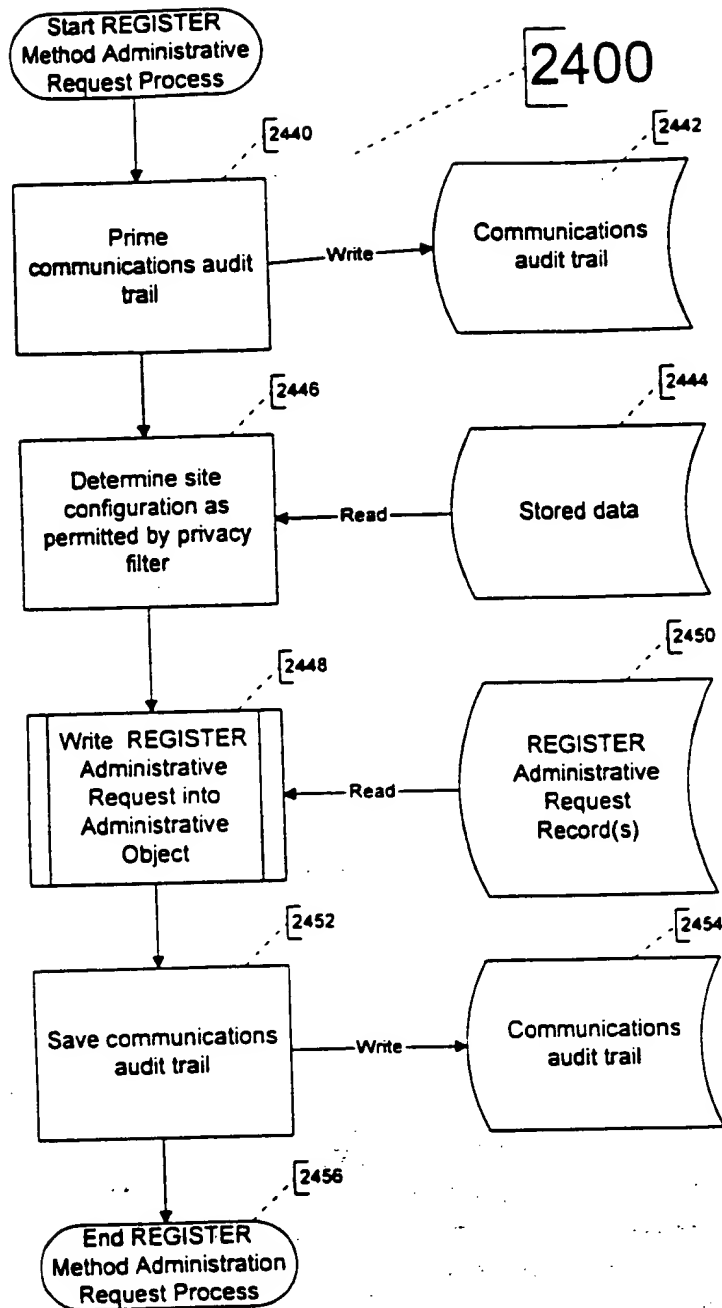 Start REGISTER
Method Administrative
Request Process
2400
2440
2442
Prime
communications audit
trail
Write
Communications
audit trail
2446
2444
Determine site
configuration as
permitted by privacy
filter
Read
Stored data
2448
2450
Write REGISTER
Administrative
Request into
Administrative
Object
Read
REGISTER
Administrative
Request
Record(s)
2452
2454
Save communications
audit trail
Write
Communications
audit trail
2456
End REGISTER
Method Administration
Request Process